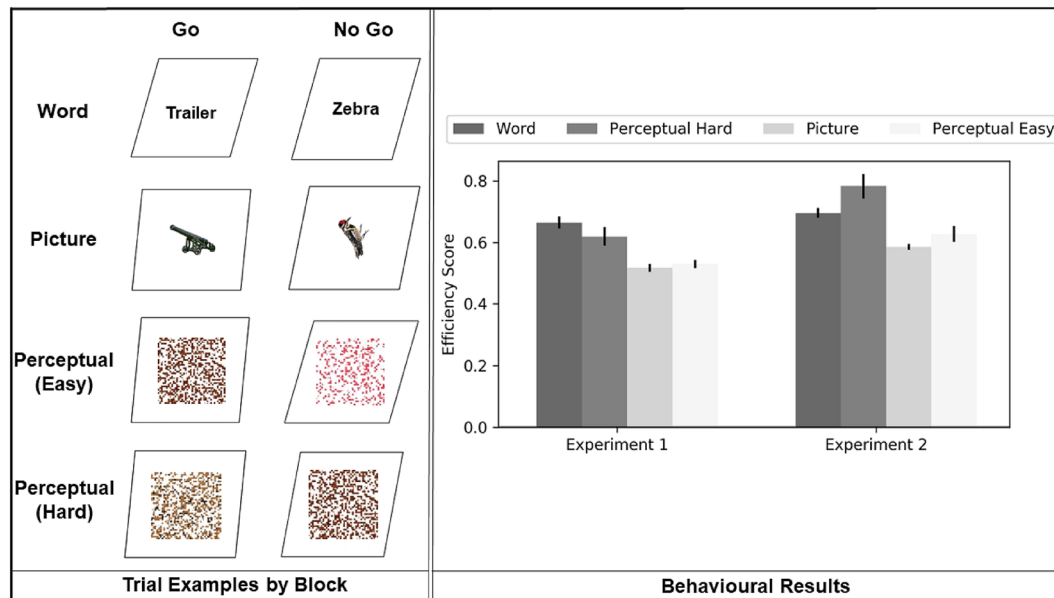 Go No Go
Word
Trailer
Zebra
Picture
Perceptual
(Easy)
Perceptual
(Hard)
Trial Examples by Block
Word Perceptual Hard Picture Perceptual Easy
Efficiency Score
0.8
0.6
0.4
0.2
0.0
Experiment 1 Experiment 2
Behavioural Results